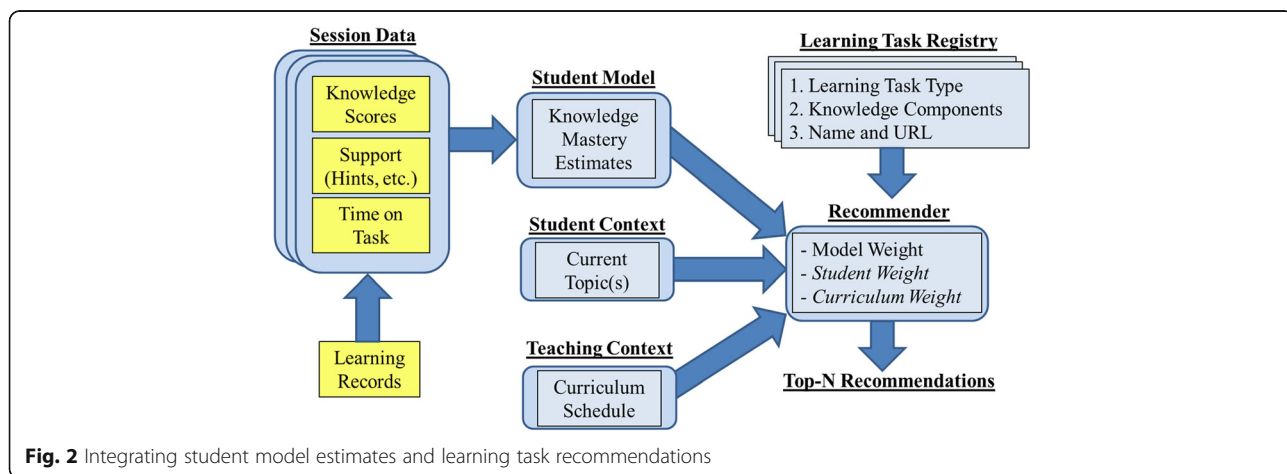 Session Data
Knowledge
Scores
Support
(Hints, etc.)
Time on
Task
Learning
Records
Student Model
Knowledge
Mastery
Estimates
Student Context
Current
Topic(s)
Teaching Context
Curriculum
Schedule
Learning Task Registry
1. Learning Task Type
2. Knowledge Components
3. Name and URL
Recommender
- Model Weight
- Student Weight
- Curriculum Weight
Top-N Recommendations
Fig. 2 Integrating student model estimates and learning task recommendations